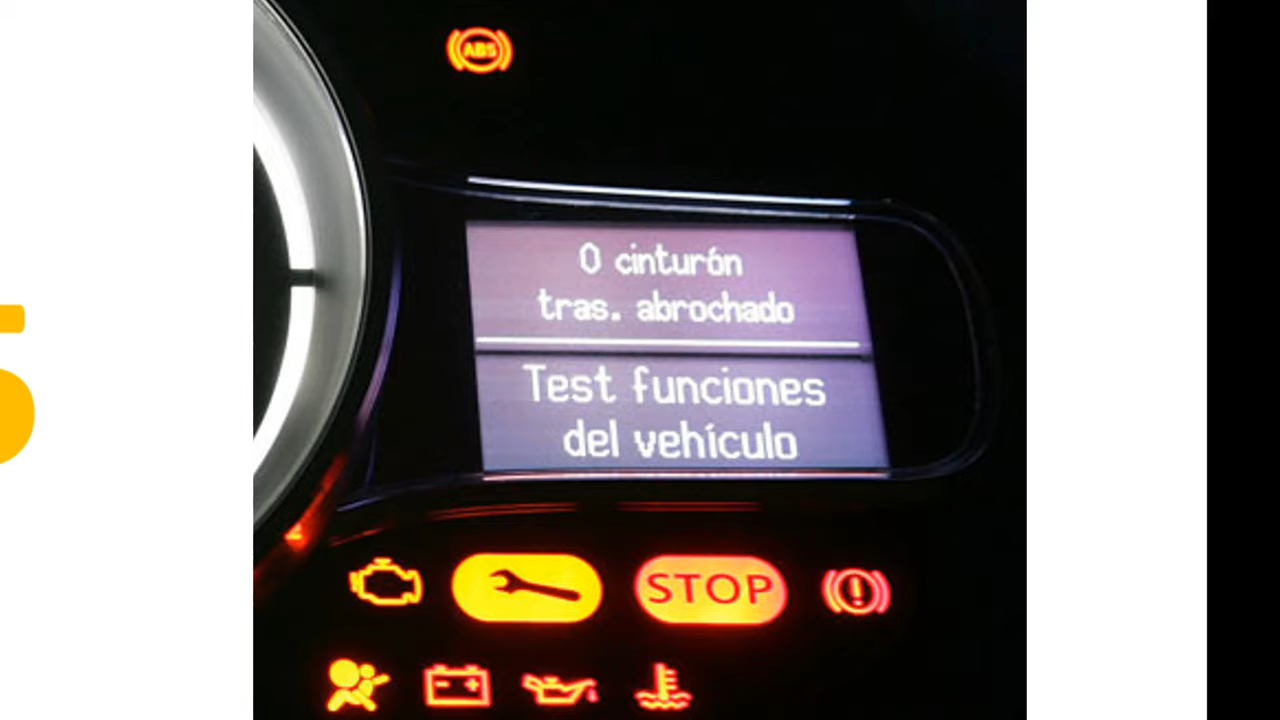 ABS
0 cinturón
tras. abrochado
Test funciones
del vehículo
STOP